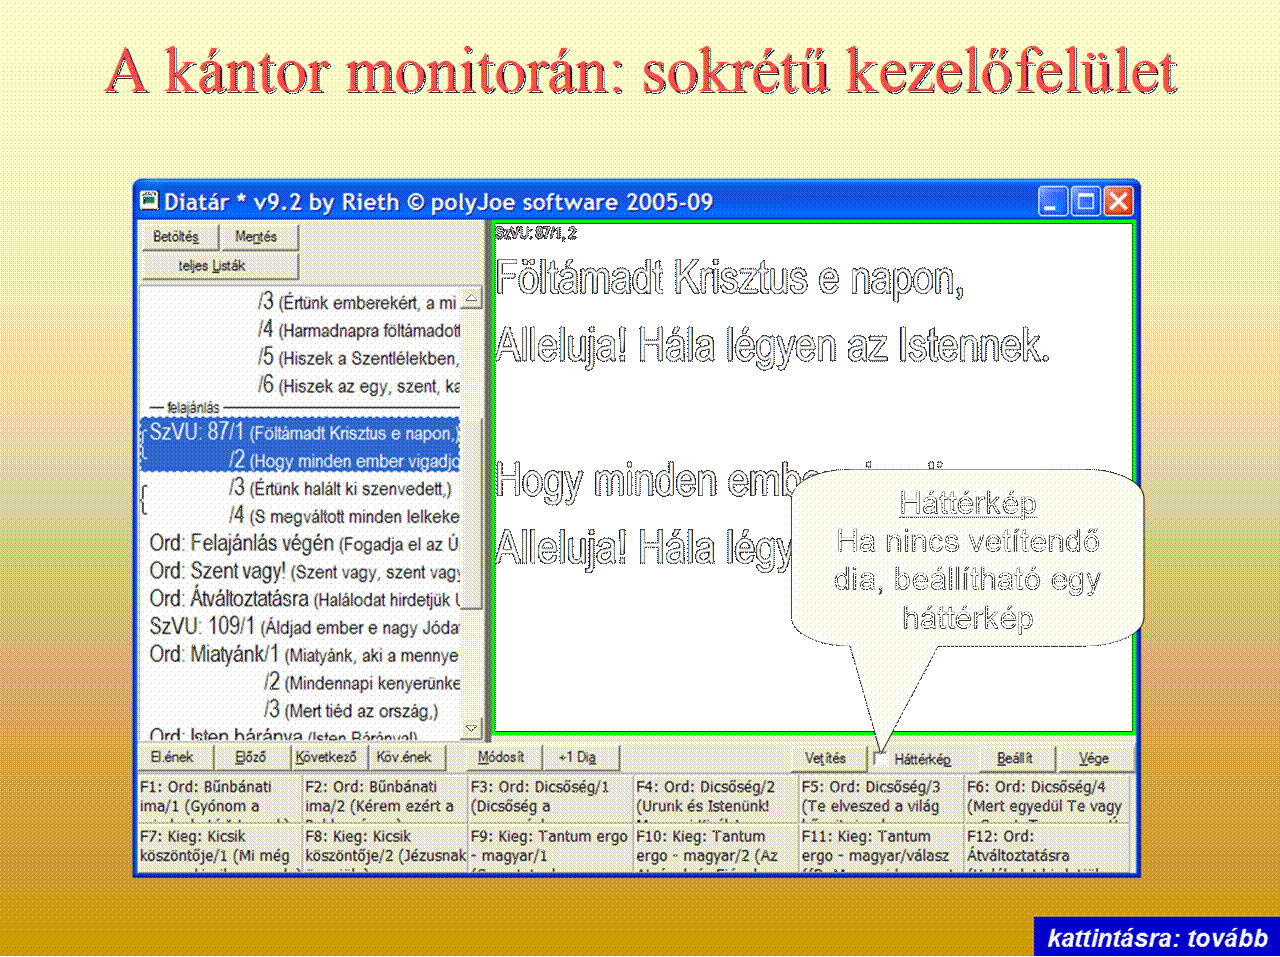 A kántor monitorán: sokrétű kezelőfelület
Diatár * v9.2 by Rieth © polyJoe software 2005-09
Betöltés Mentés
teljes Listák
/3 (Értünk emberekért, a mi
/4 (Harmadnapra föltámadott
/5 (Hiszek a Szentlélekben,
/6 (Hiszek az egy, szent, ka
felajánlás
SzVU: 87/1 (Föltámadt Krisztus e napon,)
/2 (Hogy minden ember vigadjo
/3 (Értünk halált ki szenvedett,)
/4 (S megváltott minden lelkeke
Ord: Felajánlás végén (Fogadja el az Úr
Ord: Szent vagy! (Szent vagy, szent vagy
Ord: Átváltoztatásra (Halálodat hirdetjük U
SzVU: 109/1 (Áldjad ember e nagy Jóda
Ord: Miatyánk/1 (Miatyánk, aki a mennye
/2 (Mindennapi kenyerünke
/3 (Mert tiéd az ország,)
Ord: Isten báránya (Isten Báránya!)
SzVU: 87/1, 2
Föltámadt Krisztus e napon,
Alleluja! Hála légyen az Istennek.
Hogy minden emb
Alleluja! Hála légy
Háttérkép
Ha nincs vetítendő
dia, beállítható egy
háttérkép
El.ének Előző Következő Köv.ének Módosít +1 Dia Vetítés Háttérkép Beállít Vége
F1: Ord: Bűnbánati
ima/1 (Gyónom a
F2: Ord: Bűnbánati
ima/2 (Kérem ezért a
F3: Ord: Dicsőség/1
(Dicsőség a
F4: Ord: Dicsőség/2
(Urunk és Istenünk!
F5: Ord: Dicsőség/3
(Te elveszed a világ
F6: Ord: Dicsőség/4
(Mert egyedül Te vagy
F7: Kieg: Kicsik
köszöntője/1 (Mi még
F8: Kieg: Kicsik
köszöntője/2 (Jézusnak
F9: Kieg: Tantum ergo
- magyar/1
F10: Kieg: Tantum
ergo - magyar/2 (Az
F11: Kieg: Tantum
ergo - magyar/válasz
F12: Ord:
Átváltoztatásra
kattintásra: tovább